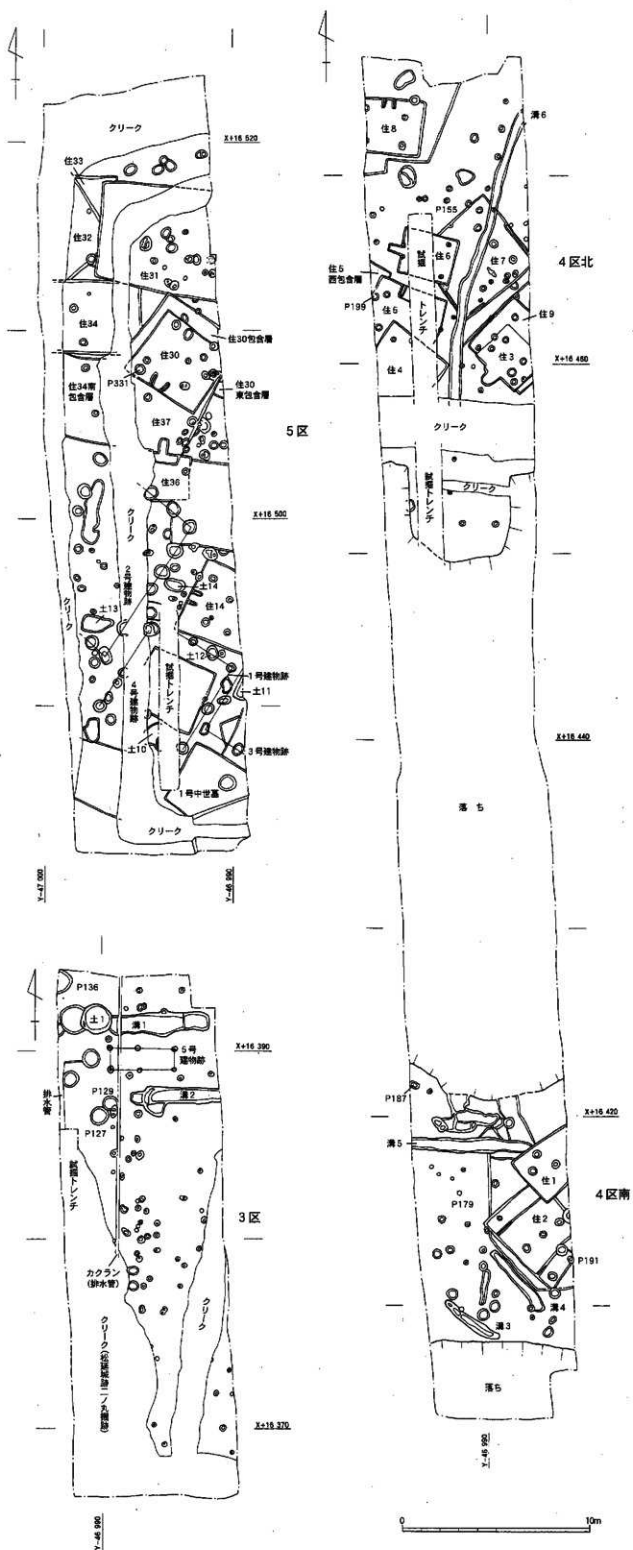 クリーク
X+16 520
住33
住32
住31
住34
住30包含層
住30
P331
住30
東包含層
住34南
包含層
住37
5区
住36
X+16 500
クリーク
2号建物跡
土14
クリーク
土13
住14
土12
1号建物跡
土11
試掘トレンチ
4号建物跡
土10
3号建物跡
1号中世墓
クリーク
Y-47 000
Y-46 990
P136
土1
溝1
X+16 390
5号
建物跡
排水管
P129
溝2
P127
試掘トレンチ
3区
カクラン
(排水管)
クリーク
X+16 370
Y-46 990
住8
溝6
P155
4区北
住6
試掘
住7
住5
西包含層
P199
住5
トレンチ
住9
住3
住4
X+16 460
クリーク
クリーク
試掘トレンチ
X+16 440
落ち
P187
X+16 420
溝5
住1
4区南
P179
住2
P191
溝4
溝3
落ち
Y-46 990
0
10m